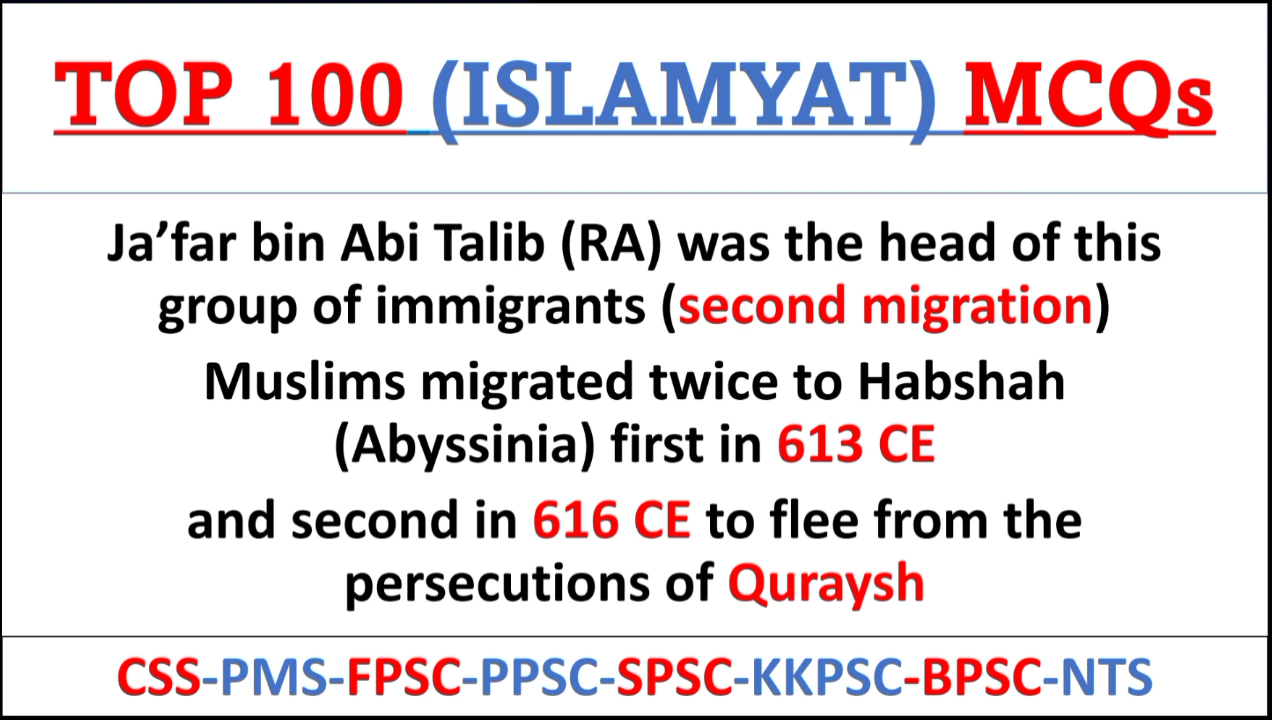 TOP 100 (ISLAMYAT) MCQs
Ja’far bin Abi Talib (RA) was the head of this
group of immigrants (second migration)
Muslims migrated twice to Habshah
(Abyssinia) first in 613 CE
and second in 616 CE to flee from the
persecutions of Quraysh
CSS-PMS-FPSC-PPSC-SPSC-KKPSC-BPSC-NTS